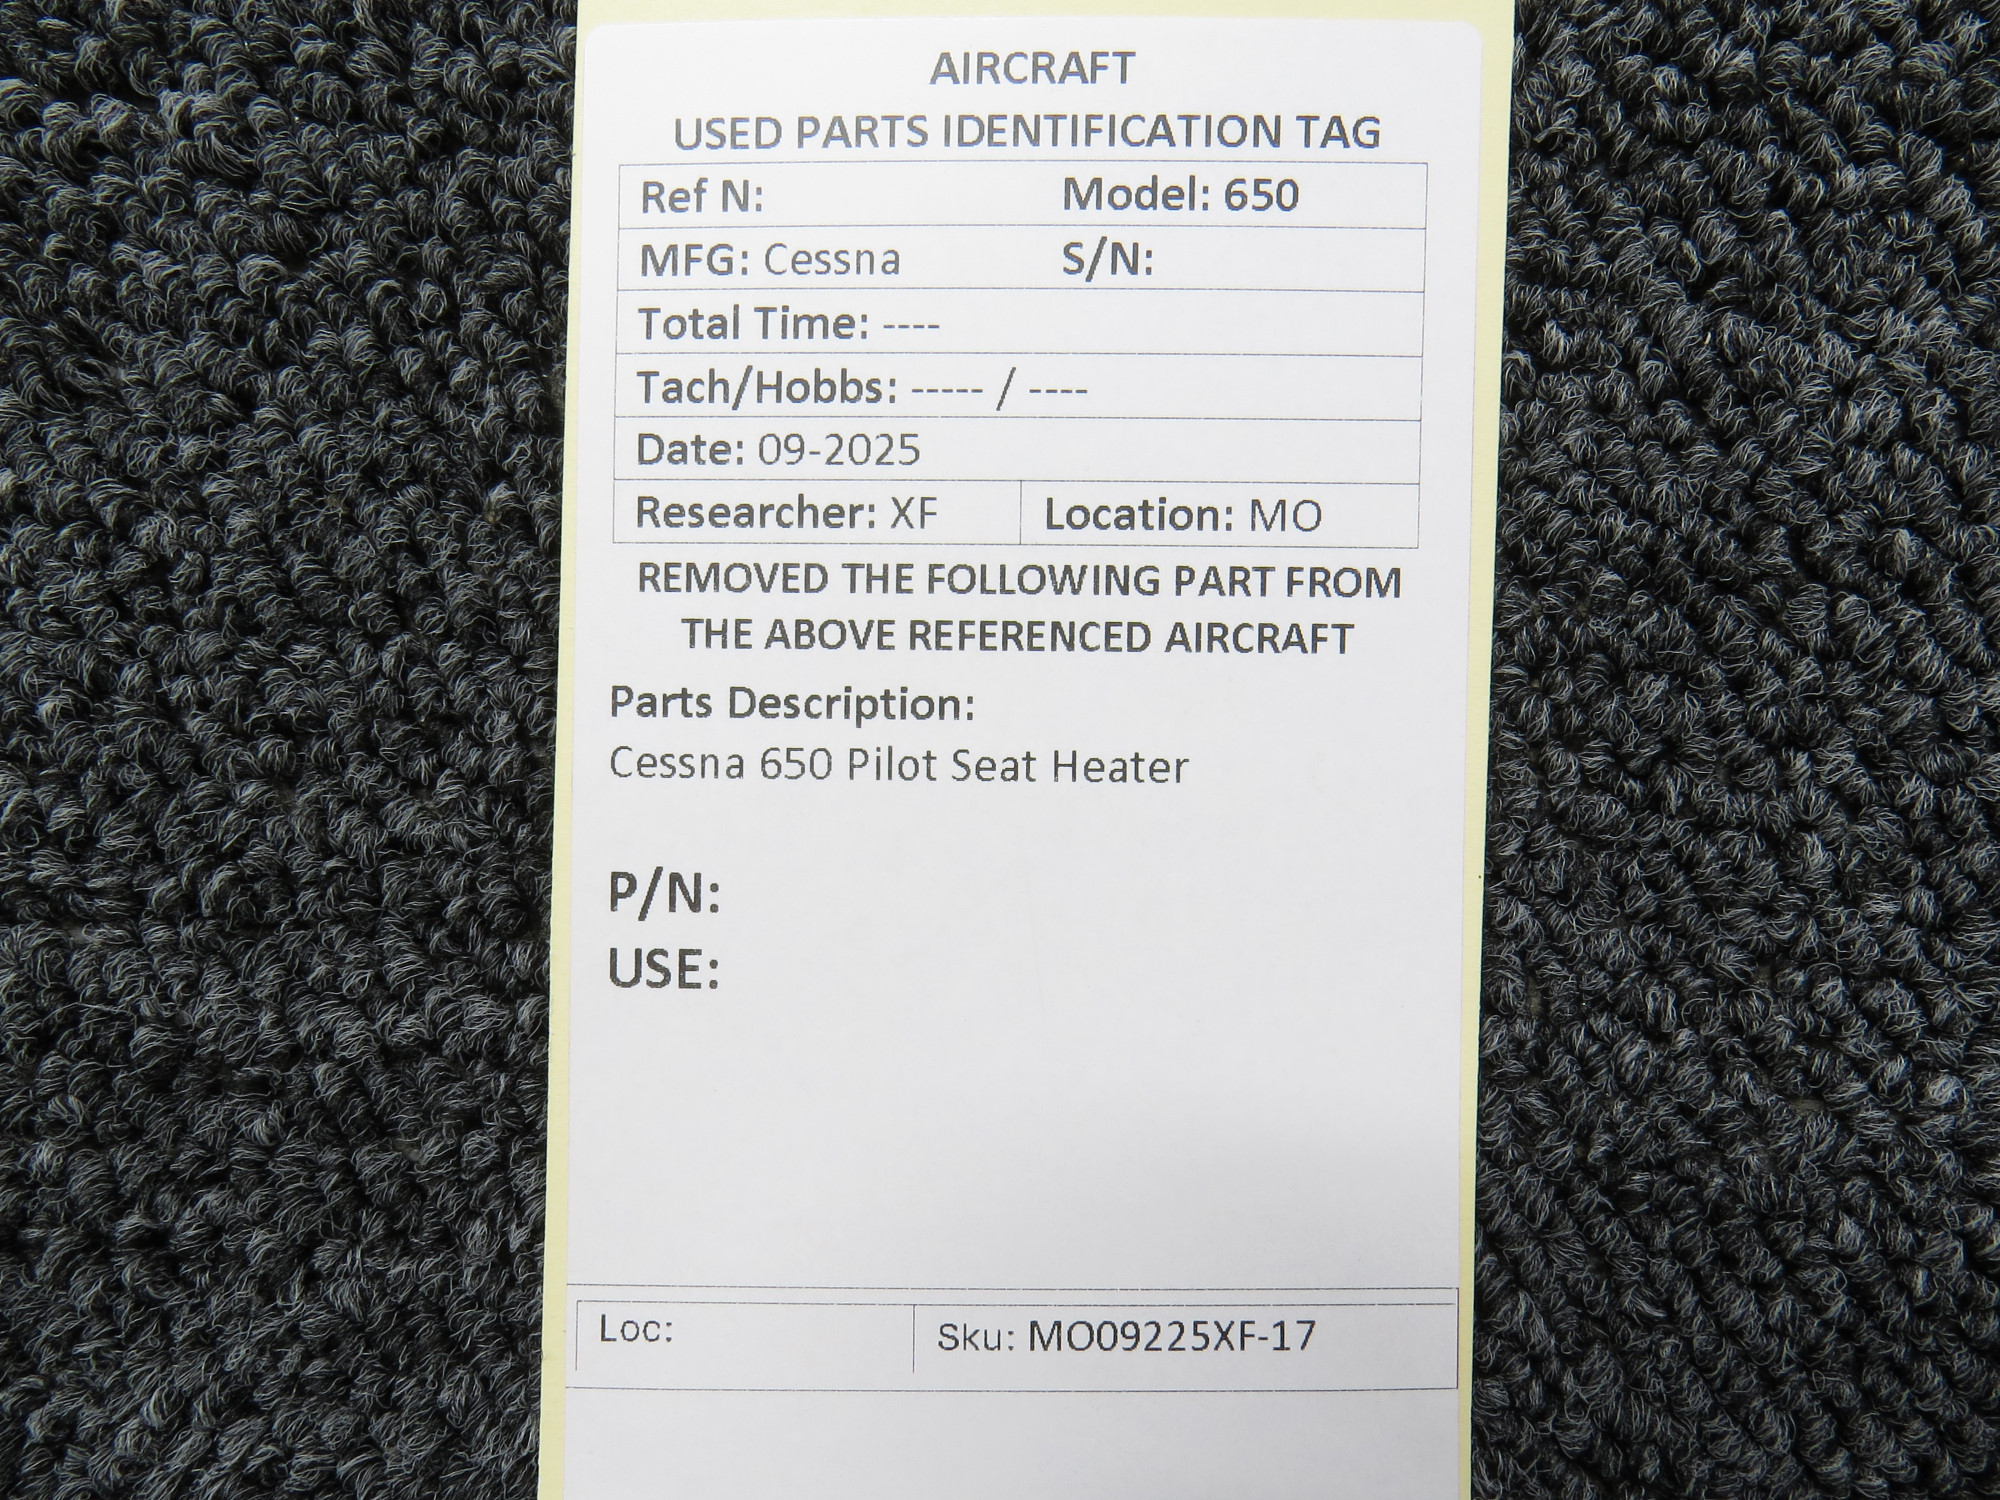 AIRCRAFT
USED PARTS IDENTIFICATION TAG
Ref N: Model: 650
MFG: Cessna S/N:
Total Time: ----
Tach/Hobbs: ----- / ----
Date: 09-2025
Researcher: XF Location: MO
REMOVED THE FOLLOWING PART FROM
THE ABOVE REFERENCED AIRCRAFT
Parts Description:
Cessna 650 Pilot Seat Heater
P/N:
USE:
Loc: Sku: MO09225XF-17